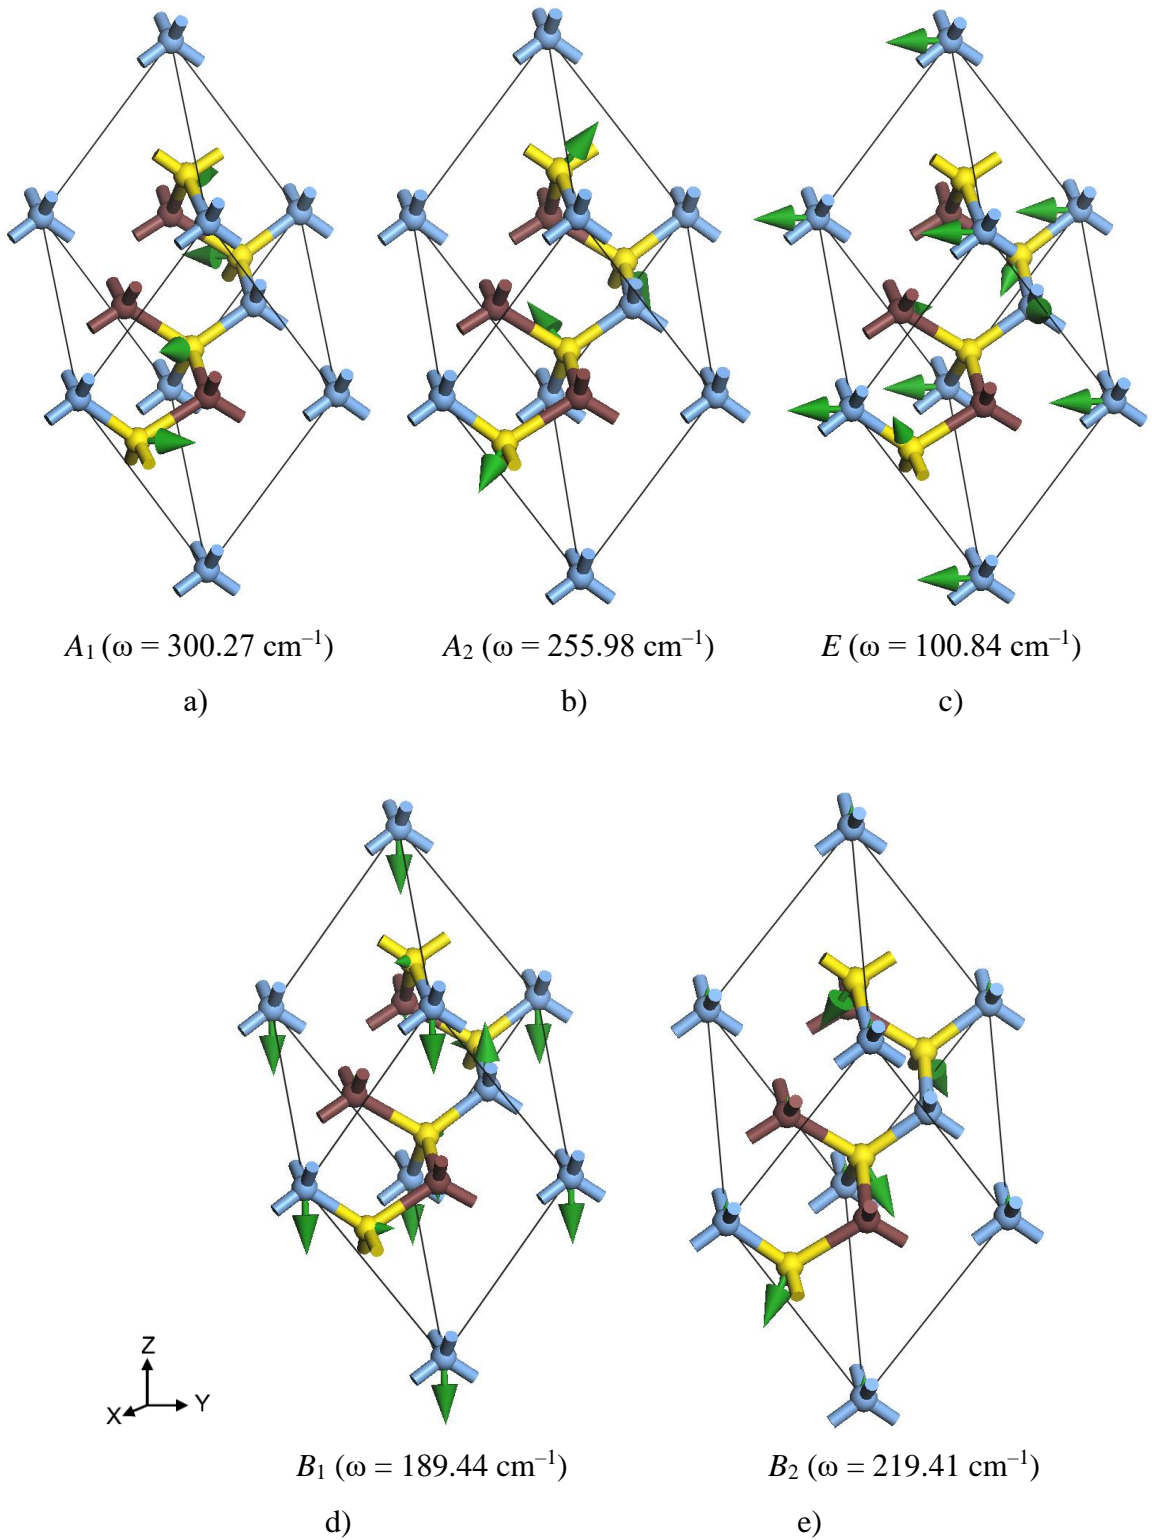 A₁ (ω = 300.27 cm⁻¹)
A₂ (ω = 255.98 cm⁻¹)
E (ω = 100.84 cm⁻¹)
a)
b)
c)
Z
X
Y
B₁ (ω = 189.44 cm⁻¹)
B₂ (ω = 219.41 cm⁻¹)
d)
e)